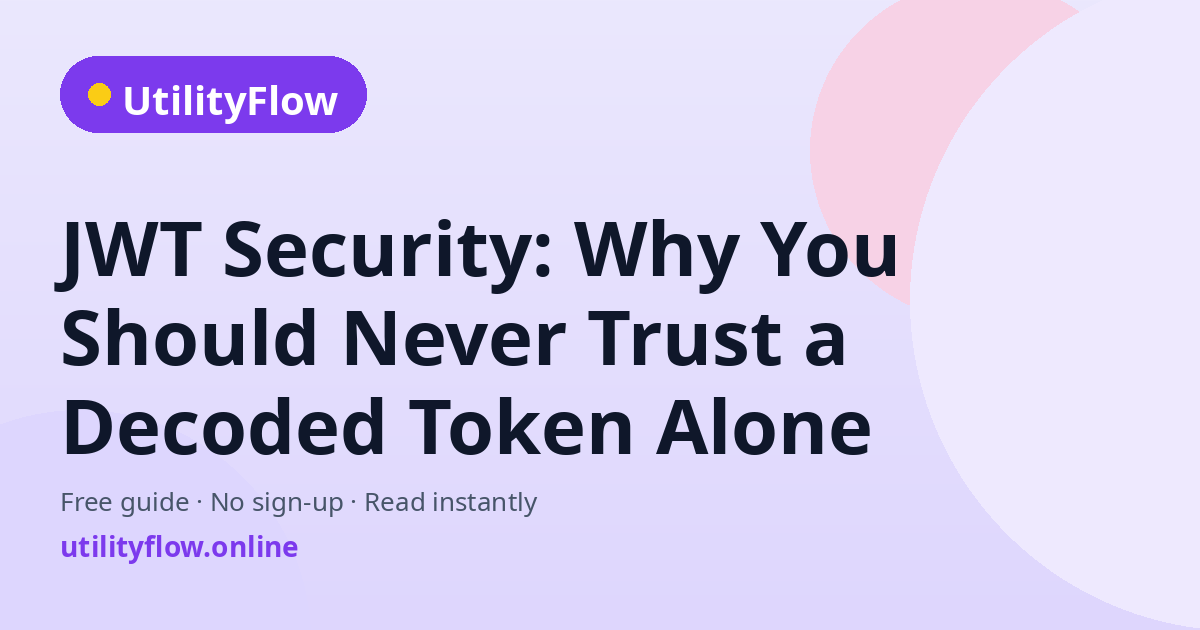 UtilityFlow
JWT Security: Why You
Should Never Trust a
Decoded Token Alone
Free guide · No sign-up · Read instantly
utilityflow.online